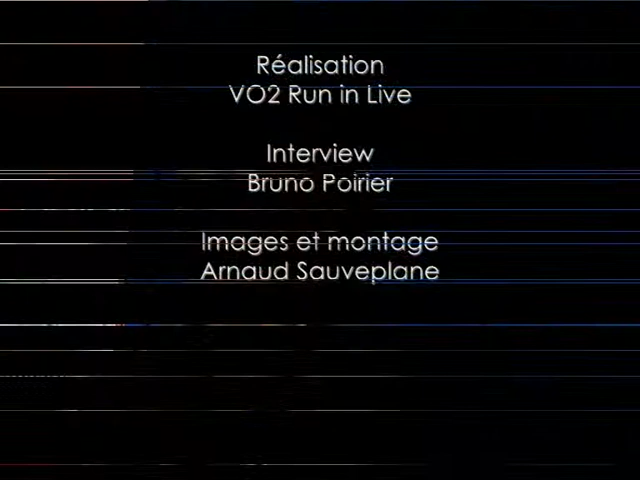 Réalisation
VO2 Run in Live
Interview
Bruno Poirier
Images et montage
Arnaud Sauveplane